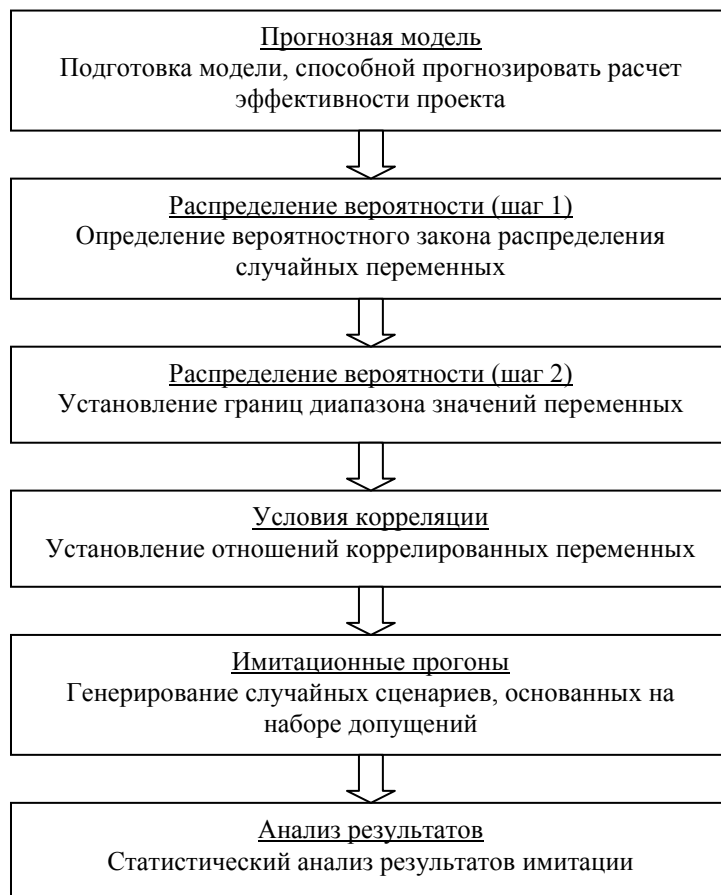 Прогнозная модель
Подготовка модели, способной прогнозировать расчет
эффективности проекта
Распределение вероятности (шаг 1)
Определение вероятностного закона распределения
случайных переменных
Распределение вероятности (шаг 2)
Установление границ диапазона значений переменных
Условия корреляции
Установление отношений коррелированных переменных
Имитационные прогоны
Генерирование случайных сценариев, основанных на
наборе допущений
Анализ результатов
Статистический анализ результатов имитации